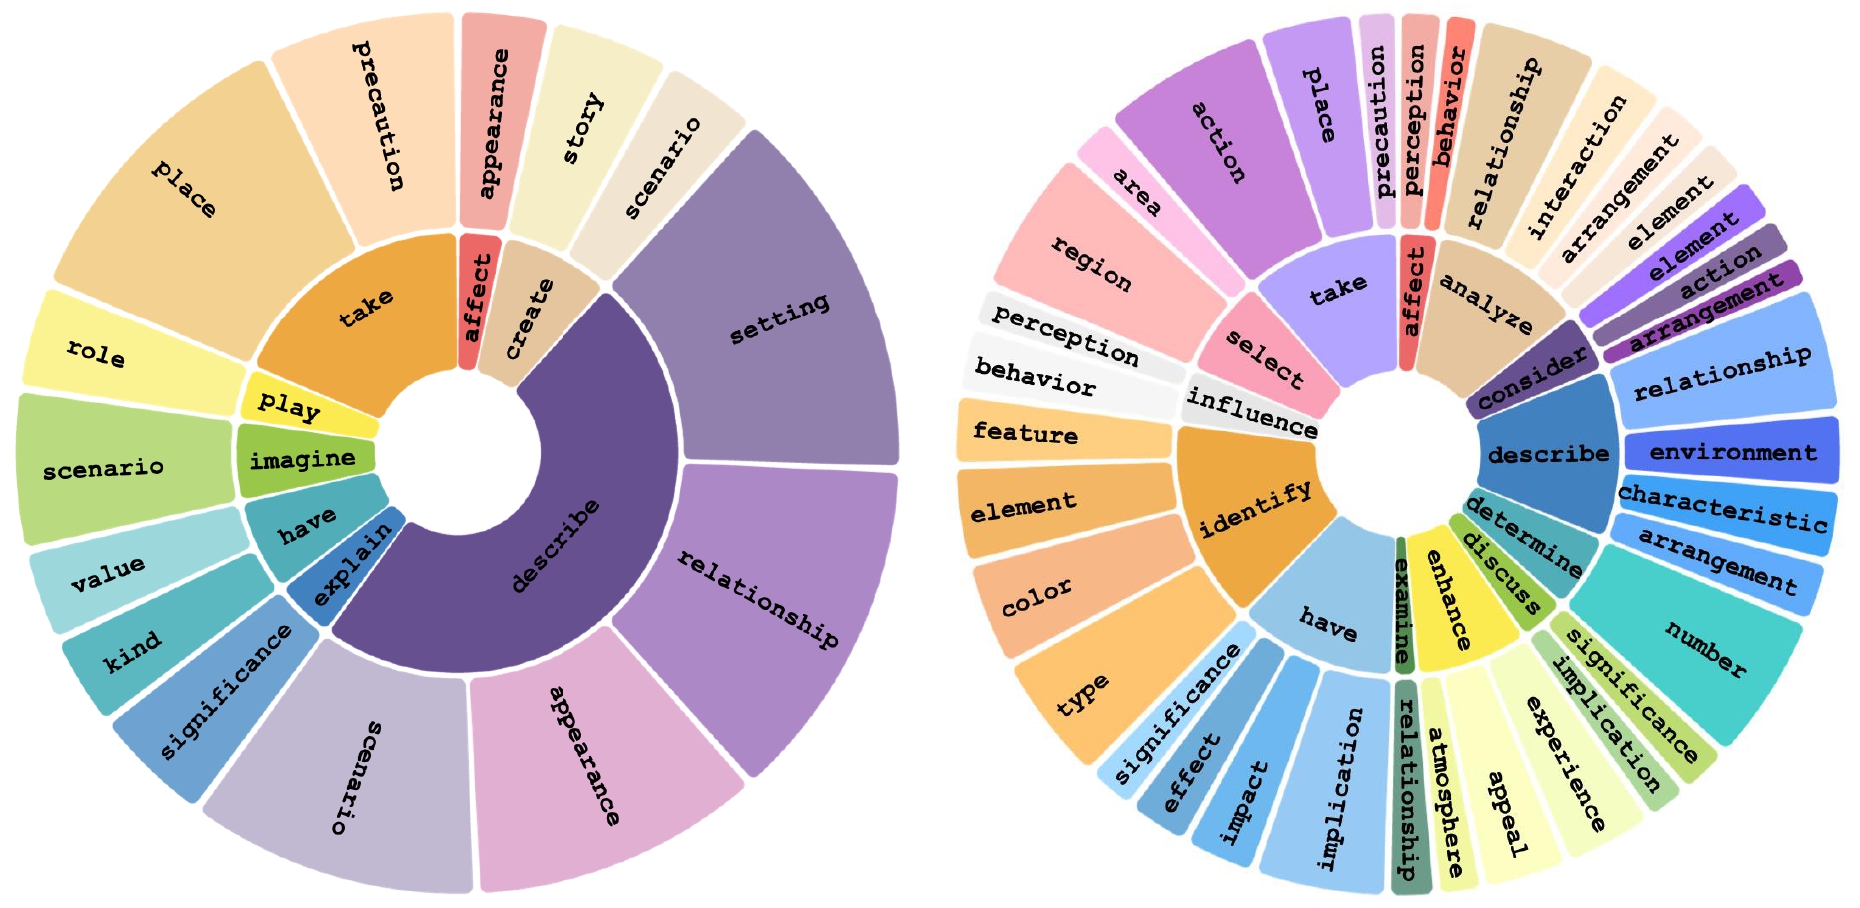 affect
appearance
create
story
scenario
describe
setting
relationship
appearance
scenario
explain
significance
have
kind
value
imagine
scenario
play
role
take
place
precaution
affect
perception
behavior
analyze
relationship
interaction
arrangement
element
consider
element
action
arrangement
describe
relationship
environment
characteristic
arrangement
determine
number
discuss
significance
implication
enhance
experience
appeal
atmosphere
examine
relationship
have
implication
impact
effect
significance
identify
type
color
element
feature
influence
behavior
perception
select
region
area
take
action
place
precaution